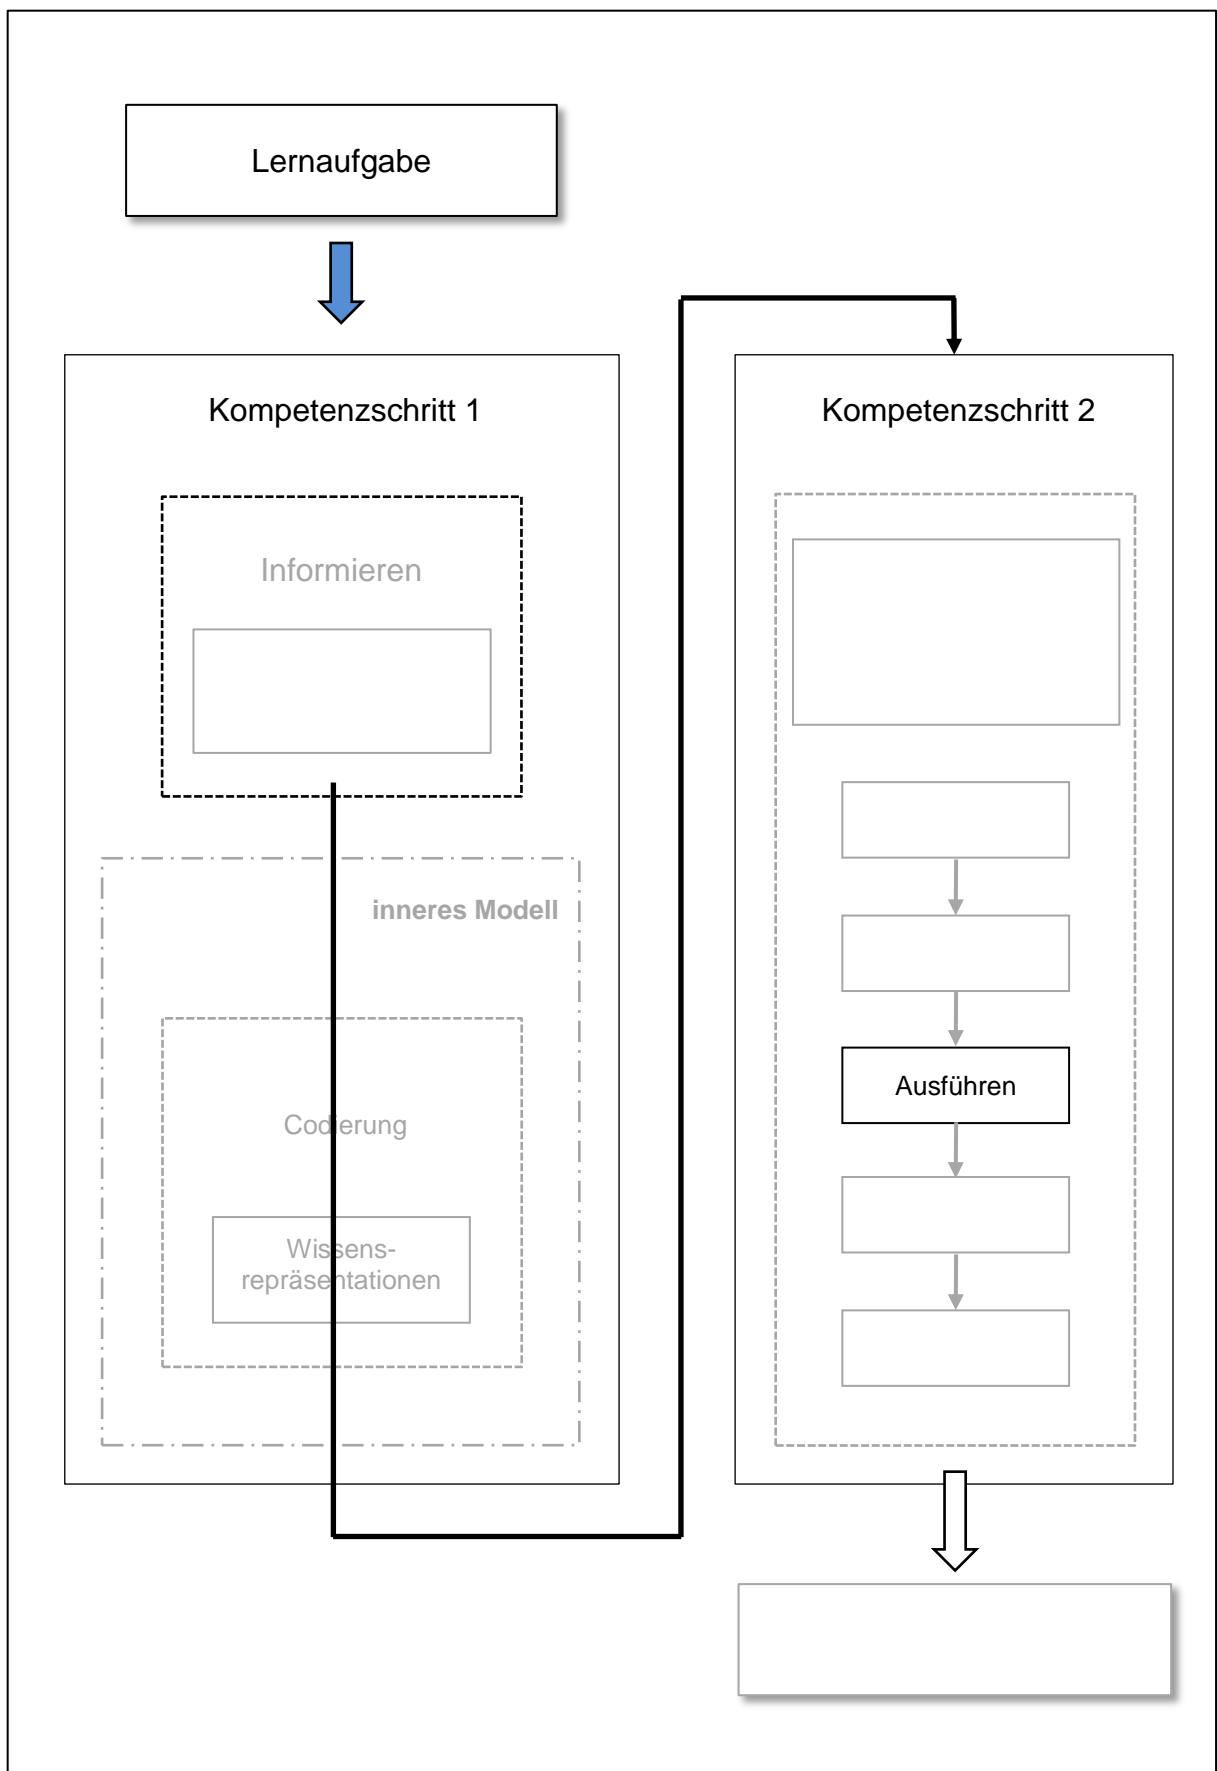 Lernaufgabe
Kompetenzschritt 1
Informieren
inneres Modell
Codierung
Wissens-
repräsentationen
Kompetenzschritt 2
Ausführen